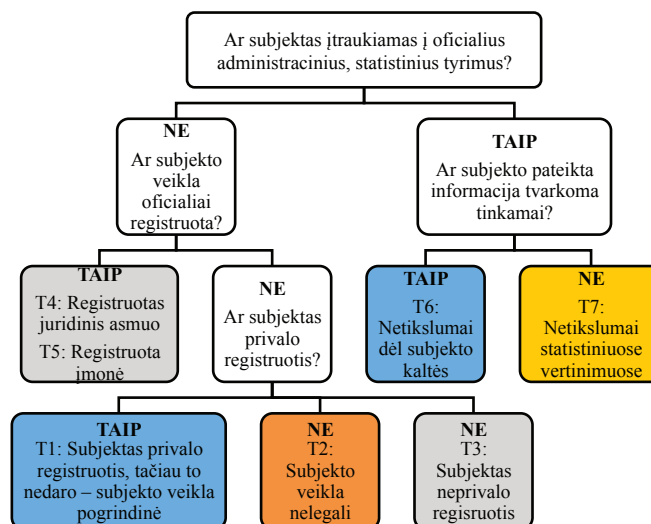 Ar subjektas įtraukiamas į oficialius
administracinius, statistinius tyrimus?
NE
Ar subjekto
veikla
oficialiai
registruota?
TAIP
Ar subjekto pateikta
informacija tvarkoma
tinkamai?
TAIP
T4: Registruotas
juridinis asmuo
T5: Registruota
įmonė
NE
Ar subjektas
privalo
registruotis?
TAIP
T6:
Netikslumai
dėl subjekto
kaltės
NE
T7:
Netikslumai
statistiniuose
vertinimuose
TAIP
T1: Subjektas privalo
registruotis, tačiau to
nedaro – subjekto veikla
pogrindinė
NE
T2:
Subjekto
veikla
nelegali
NE
T3:
Subjektas
neprivalo
regisruotis